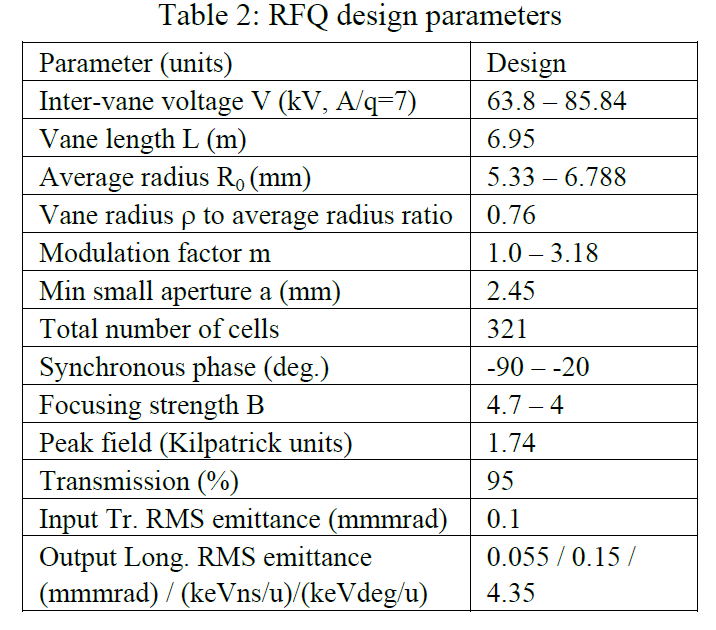 Table 2: RFQ design parameters
Parameter (units) Design
Inter-vane voltage V (kV, A/q=7) 63.8 – 85.84
Vane length L (m) 6.95
Average radius R₀ (mm) 5.33 – 6.788
Vane radius ρ to average radius ratio 0.76
Modulation factor m 1.0 – 3.18
Min small aperture a (mm) 2.45
Total number of cells 321
Synchronous phase (deg.) -90 – -20
Focusing strength B 4.7 – 4
Peak field (Kilpatrick units) 1.74
Transmission (%) 95
Input Tr. RMS emittance (mmmrad) 0.1
Output Long. RMS emittance 0.055 / 0.15 /
(mmmrad) / (keVns/u)/(keVdeg/u) 4.35